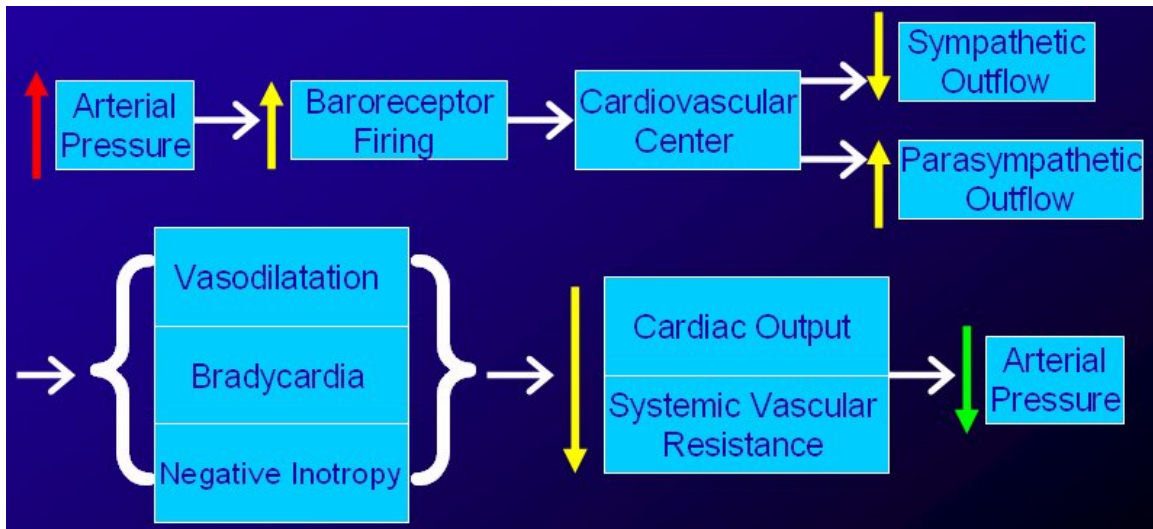 Arterial
Pressure
Baroreceptor
Firing
Cardiovascular
Center
Sympathetic
Outflow
Parasympathetic
Outflow
Vasodilatation
Bradycardia
Negative Inotropy
Cardiac Output
Systemic Vascular
Resistance
Arterial
Pressure